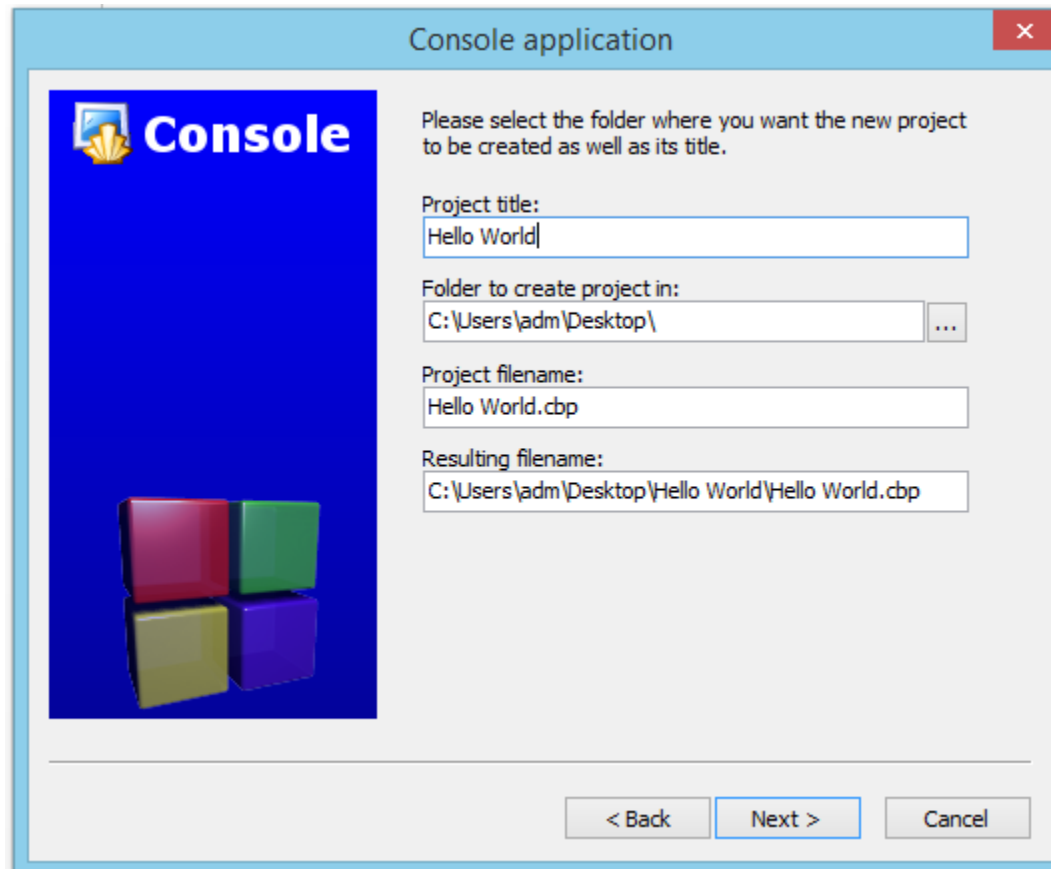 Console application
Console
Please select the folder where you want the new project
to be created as well as its title.
Project title:
Hello World
Folder to create project in:
C:\Users\adm\Desktop\
...
Project filename:
Hello World.cbp
Resulting filename:
C:\Users\adm\Desktop\Hello World\Hello World.cbp
< Back Next > Cancel